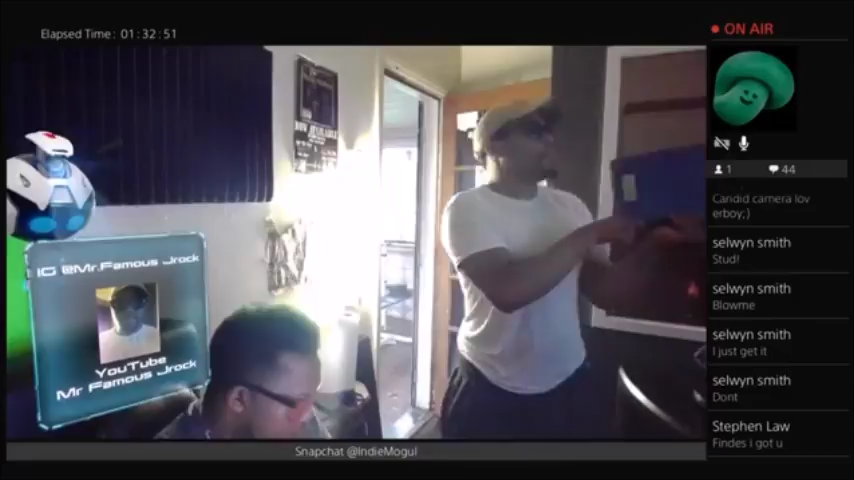 Elapsed Time: 01:32:51
ON AIR
1
44
Candid camera lov
erboy;)
selwyn smith
Stud!
selwyn smith
Blowme
selwyn smith
I just get it
selwyn smith
Dont
Stephen Law
Findes i got u
NOW AVAILABLE
IG @Mr.Famous Jrock
YouTube
Mr Famous Jrock
Snapchat @IndieMogul